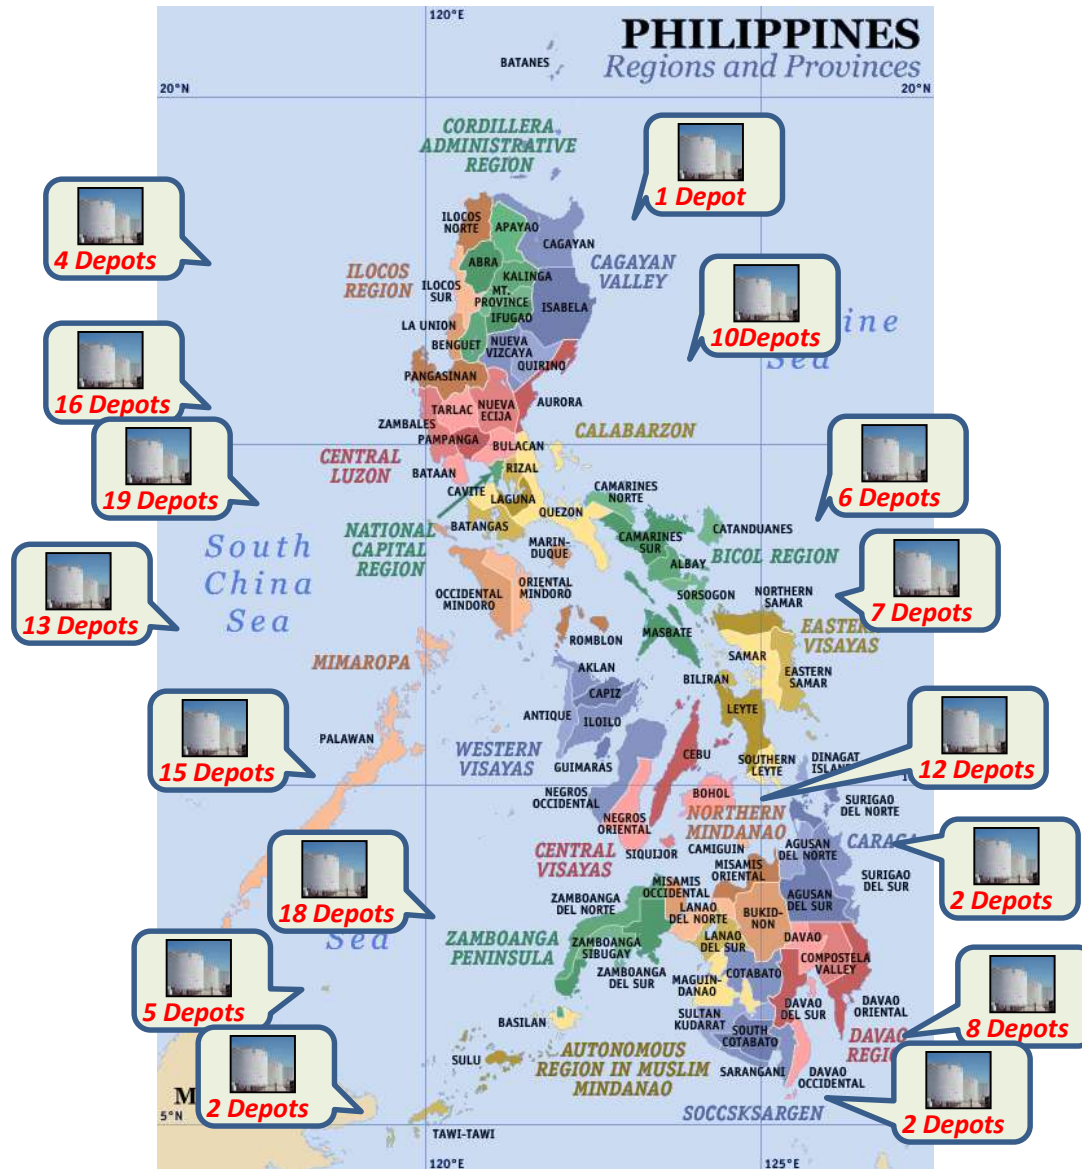 120°E
PHILIPPINES
Regions and Provinces
BATANES
20°N
20°N
CORDILLERA
ADMINISTRATIVE
REGION
1 Depot
4 Depots
ILOCOS
NORTE
APAYAO
CAGAYAN
ABRA
KALINGA
CAGAYAN
VALLEY
ILOCOS
REGION
ILOCOS
SUR
MT.
PROVINCE
ISABELA
IFUGAO
LA UNION
BENGUET
NUEVA
VIZCAYA
QUIRINO
10Depots
Sea
PANGASINAN
16 Depots
TARLAC
NUEVA
ECIJA
AURORA
ZAMBALES
PAMPANGA
BULACAN
CALABARZON
CENTRAL
LUZON
BATAAN
RIZAL
19 Depots
CAVITE
LAGUNA
QUEZON
BATANGAS
CAMARINES
NORTE
6 Depots
NATIONAL
CAPITAL
REGION
CATANDUANES
CAMARINES
SUR
BICOL REGION
MARIN-
DUQUE
ALBAY
South
China
Sea
13 Depots
OCCIDENTAL
MINDORO
ORIENTAL
MINDORO
SORSOGON
NORTHERN
SAMAR
7 Depots
ROMBLON
MASBATE
EASTERN
VISAYAS
MIMAROPA
AKLAN
SAMAR
EASTERN
SAMAR
BILIRAN
CAPIZ
ANTIQUE
ILOILO
LEYTE
PALAWAN
15 Depots
WESTERN
VISAYAS
CEBU
GUIMARAS
SOUTHERN
LEYTE
DINAGAT
12 Depots
NEGROS
OCCIDENTAL
BOHOL
SURIGAO
DEL NORTE
NEGROS
ORIENTAL
NORTHERN
MINDANAO
CENTRAL
VISAYAS
SIQUIJOR
CAMIGUIN
AGUSAN
DEL NORTE
CARAGA
MISAMIS
ORIENTAL
SURIGAO
DEL SUR
2 Depots
MISAMIS
OCCIDENTAL
ZAMBOANGA
DEL NORTE
LANAO
DEL NORTE
BUKID-
NON
AGUSAN
DEL SUR
18 Depots
Sea
ZAMBOANGA
PENINSULA
ZAMBOANGA
SIBUGAY
LANAO
DEL SUR
DAVAO
COMPOSTELA
VALLEY
ZAMBOANGA
DEL SUR
COTABATO
MAGUIN-
DANAO
5 Depots
DAVAO
DEL SUR
DAVAO
ORIENTAL
SULTAN
KUDARAT
8 Depots
BASILAN
SOUTH
COTABATO
DAVAO
REGION
SULU
AUTONOMOUS
REGION IN MUSLIM
MINDANAO
SARANGANI
DAVAO
OCCIDENTAL
2 Depots
SOCCSKSARGEN
2 Depots
5°N
TAWI-TAWI
120°E
125°E